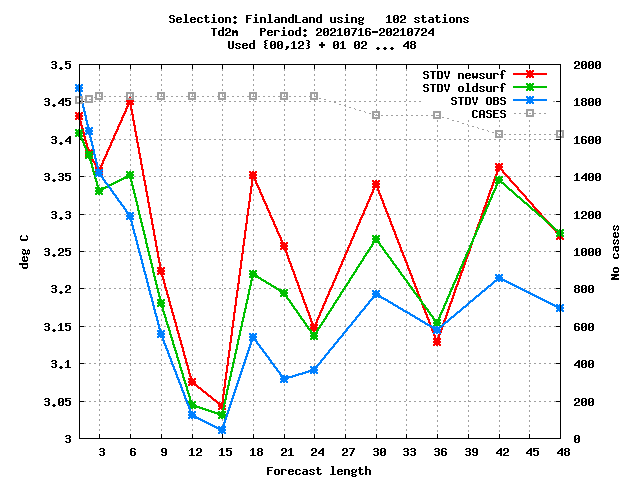 Selection: FinlandLand using   102 stations
Td2m   Period: 20210716-20210724
Used {00,12} + 01 02 ... 48
STDV newsurf
STDV oldsurf
STDV OBS
CASES
3,5
3,45
3,4
3,35
3,3
3,25
3,2
3,15
3,1
3,05
3
deg C
2000
1800
1600
1400
1200
1000
800
600
400
200
0
No cases
3 6 9 12 15 18 21 24 27 30 33 36 39 42 45 48
Forecast length